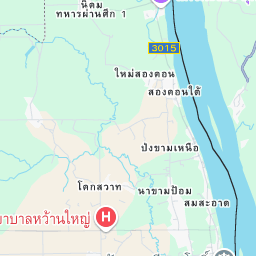 นิคม
ทหารผ่านศึก 1
3015
ใหม่สองคอน
สองคอนใต้
ป่งขามเหนือ
โคกสวาท
นาขามป้อม
สมสะอาด
ยาบาลหว้านใหญ่
H